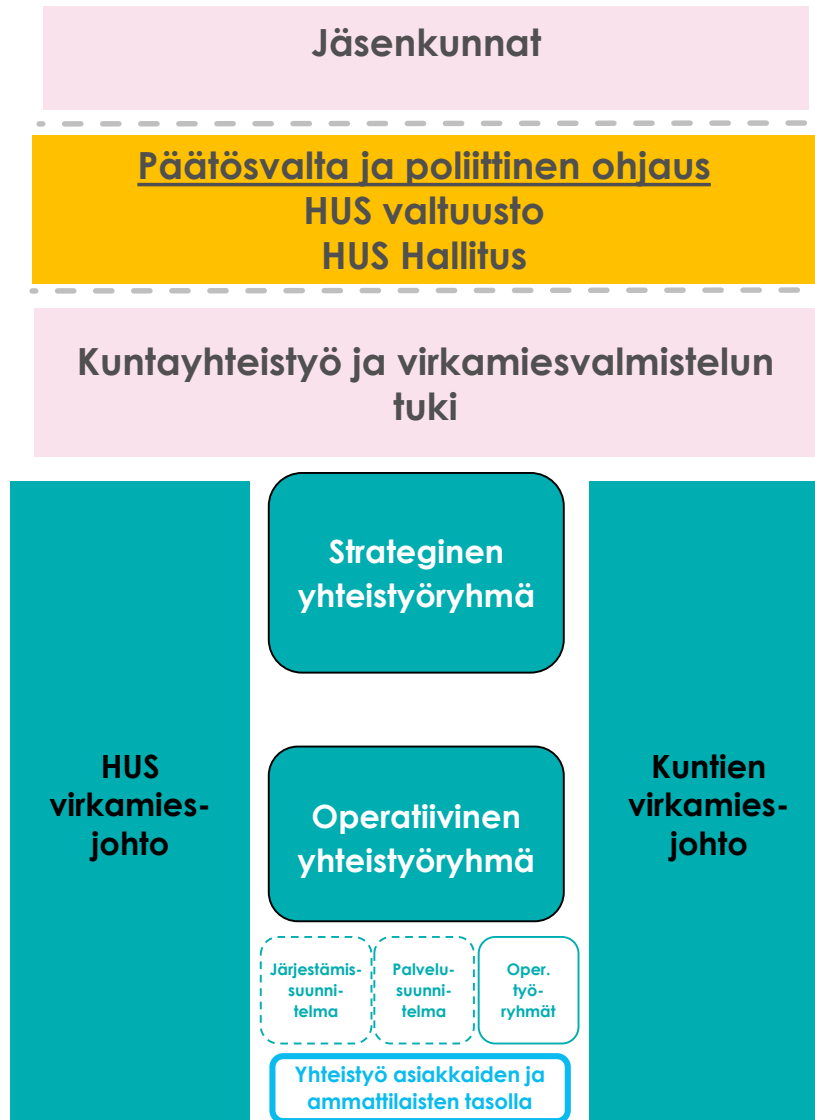 Jäsenkunnat
Päätösvalta ja poliittinen ohjaus
HUS valtuusto
HUS Hallitus
Kuntayhteistyö ja virkamiesvalmistelun
tuki
Strateginen
yhteistyöryhmä
HUS
virkamies-
johto
Operatiivinen
yhteistyöryhmä
Kuntien
virkamies-
johto
Järjestämis-
suunni-
telma
Palvelu-
suunni-
telma
Oper.
työ-
ryhmät
Yhteistyö asiakkaiden ja
ammattilaisten tasolla